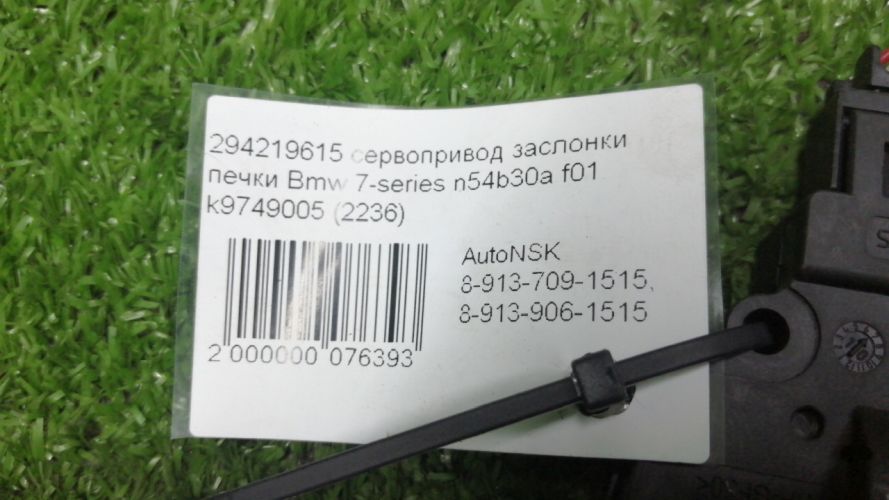 294219615 сервопривод заслонки
печки Bmw 7-series n54b30a f01
k9749005 (2236)
AutoNSK
8-913-709-1515,
8-913-906-1515
2 000000 076393